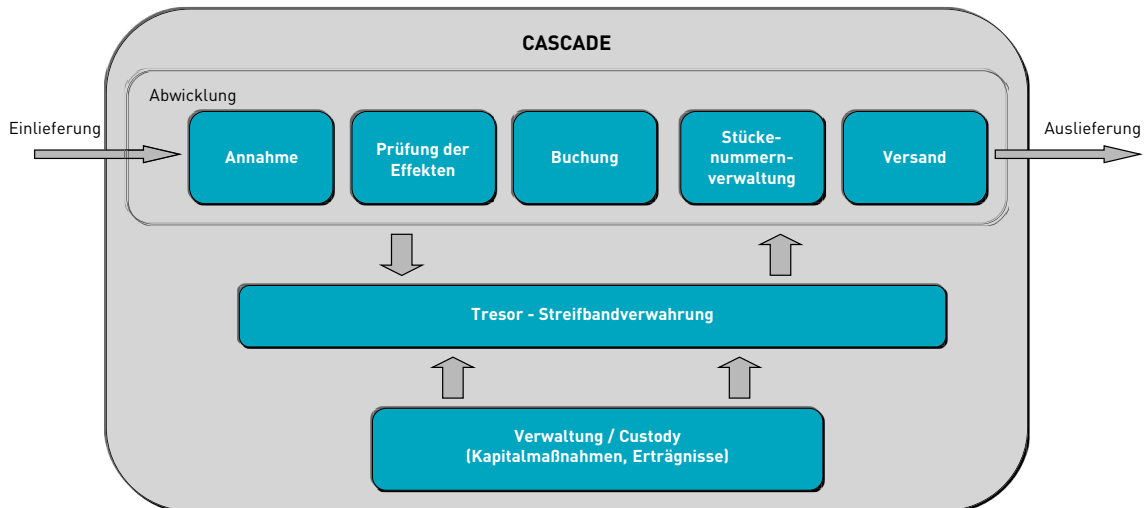 CASCADE
Abwicklung
Einlieferung
Annahme
Prüfung der
Effekten
Buchung
Stücke-
nummern-
verwaltung
Versand
Auslieferung
Tresor - Streifbandverwahrung
Verwaltung / Custody
(Kapitalmaßnahmen, Erträgnisse)